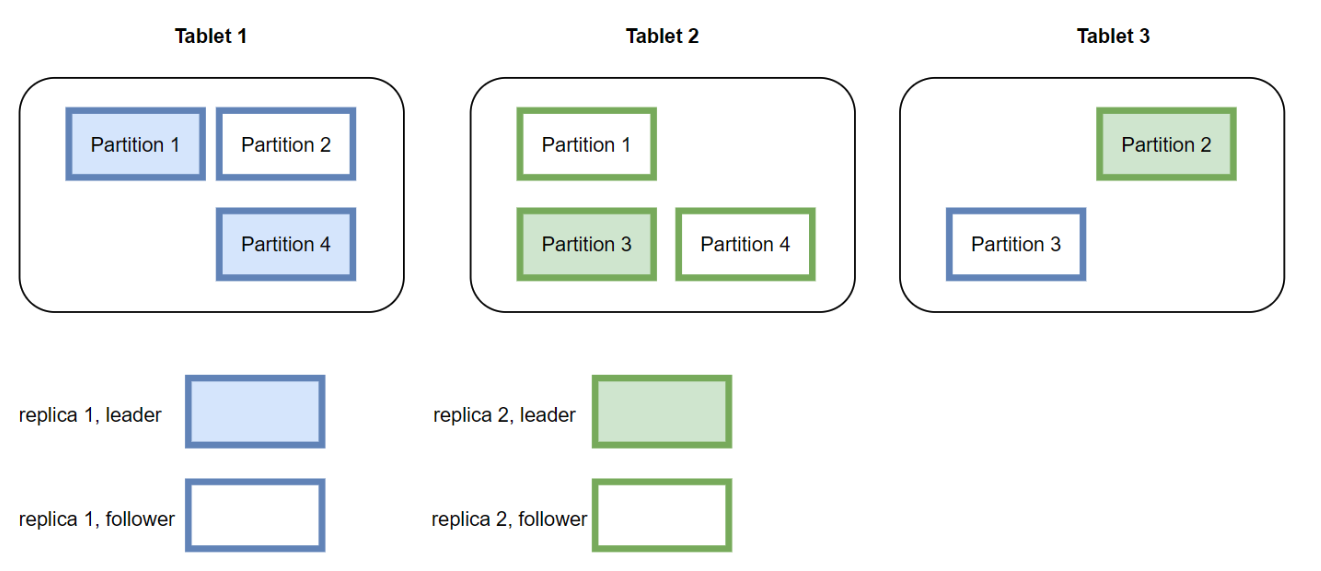 Tablet 1
Tablet 2
Tablet 3
Partition 1
Partition 2
Partition 4
Partition 1
Partition 3
Partition 4
Partition 2
Partition 3
replica 1, leader
replica 2, leader
replica 1, follower
replica 2, follower